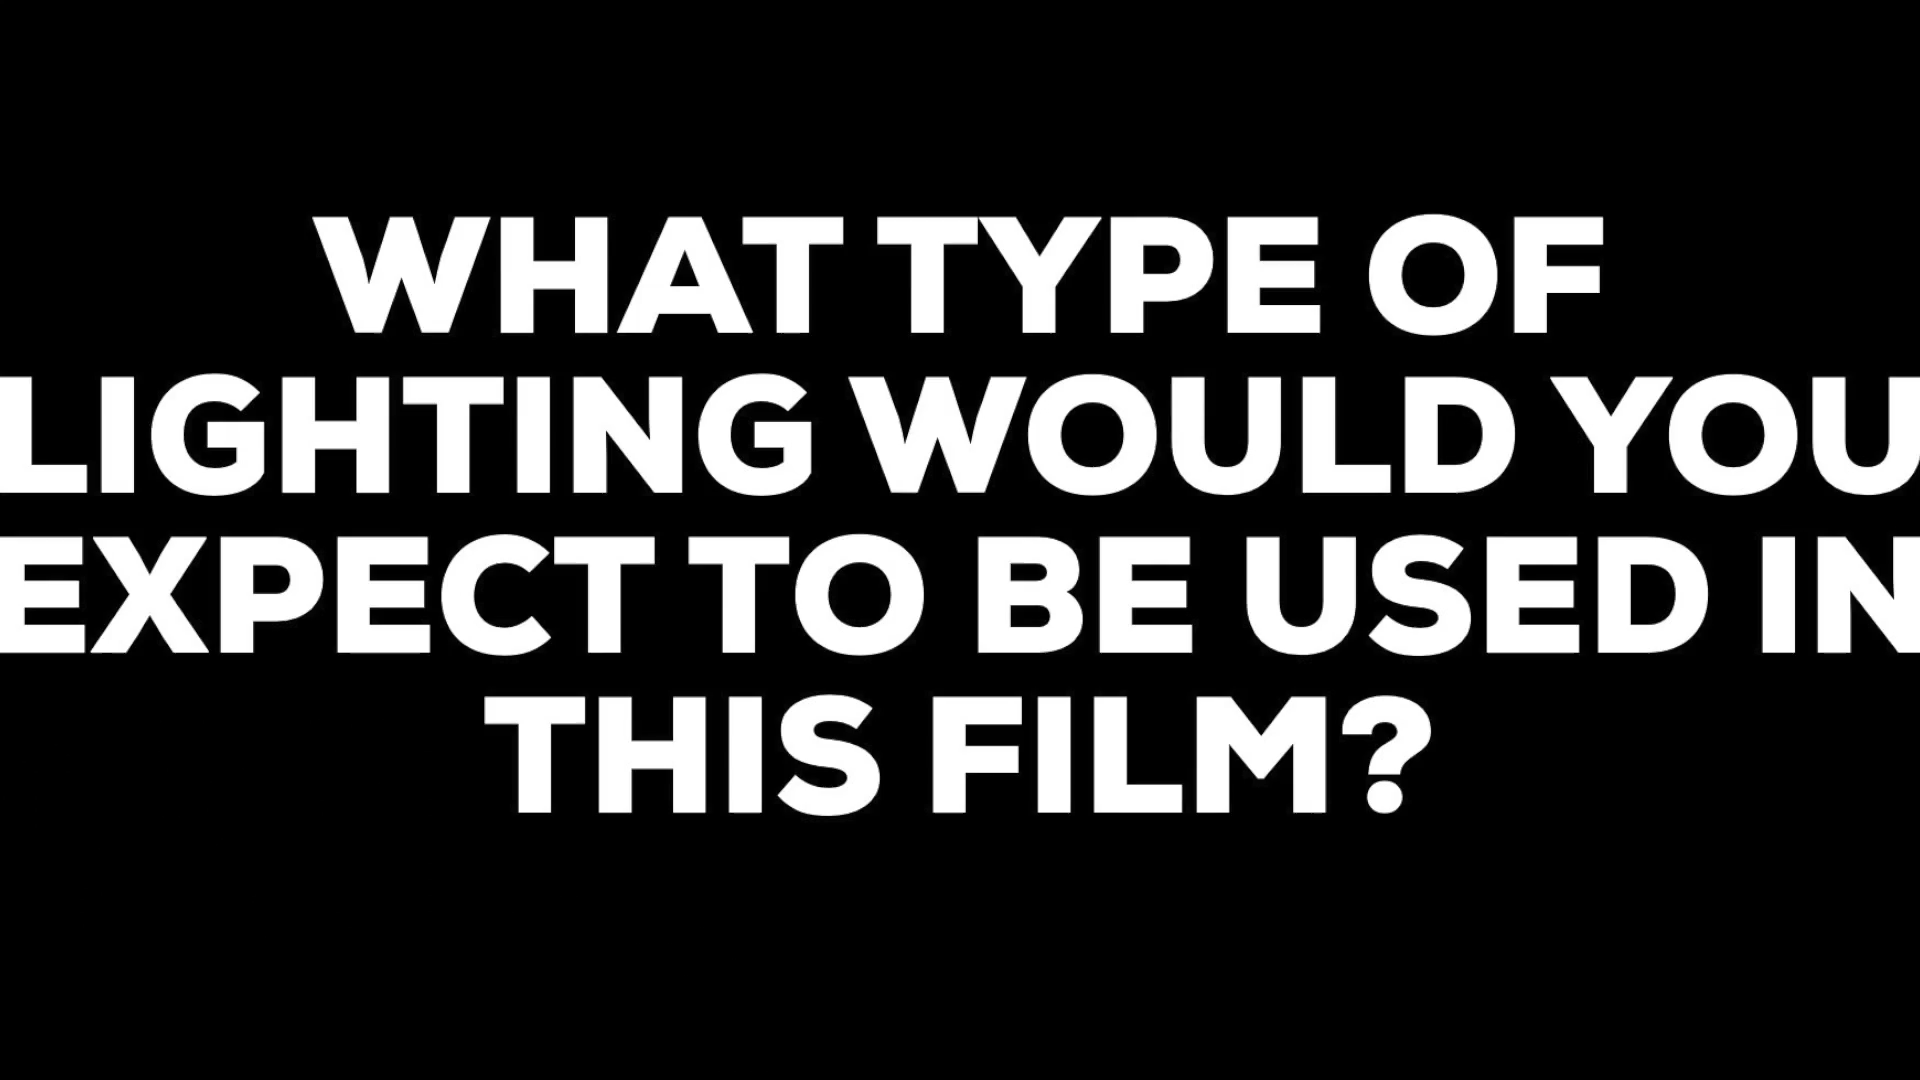 WHAT TYPE OF
LIGHTING WOULD YOU
EXPECT TO BE USED IN
THIS FILM?